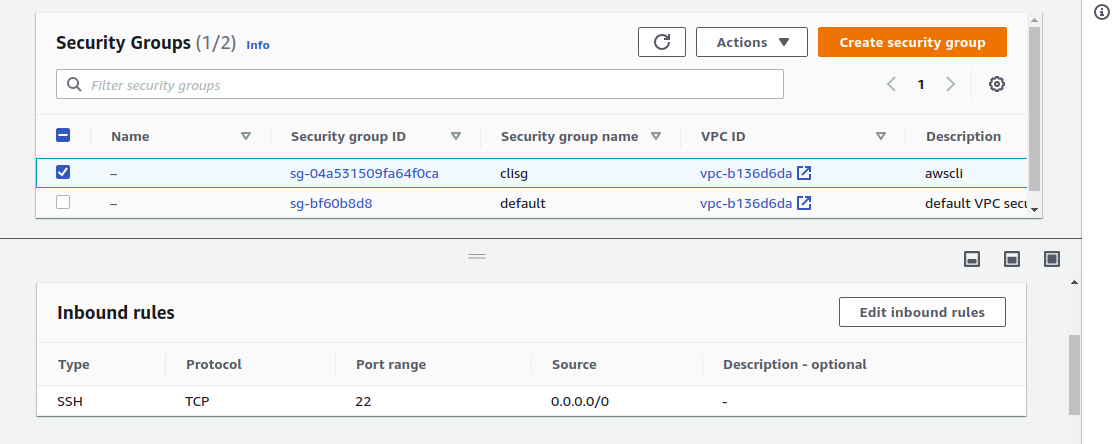 Security Groups (1/2) Info Actions Create security group
Filter security groups 1
Name Security group ID Security group name VPC ID Description
– sg-04a531509fa64f0ca clisg vpc-b136d6da awscli
– sg-bf60b8d8 default vpc-b136d6da default VPC secu
Inbound rules Edit inbound rules
Type Protocol Port range Source Description - optional
SSH TCP 22 0.0.0.0/0 -